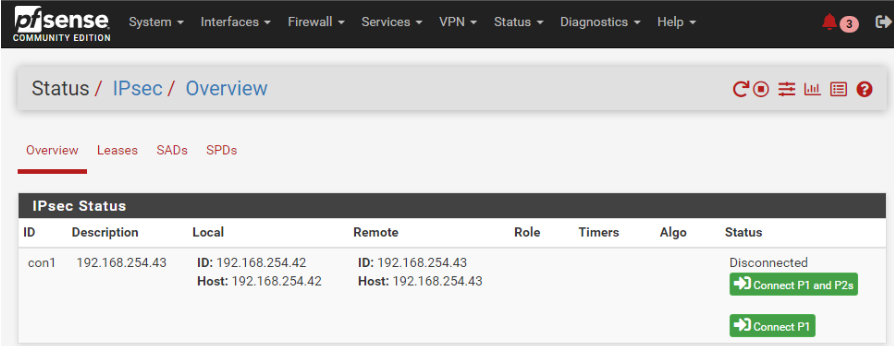 pfsense
COMMUNITY EDITION
System Interfaces Firewall Services VPN Status Diagnostics Help 3
Status / IPsec / Overview
Overview Leases SADs SPDs
IPsec Status
ID Description Local Remote Role Timers Algo Status
con1 192.168.254.43 ID: 192.168.254.42 ID: 192.168.254.43 Disconnected
Host: 192.168.254.42 Host: 192.168.254.43 Connect P1 and P2s
Connect P1